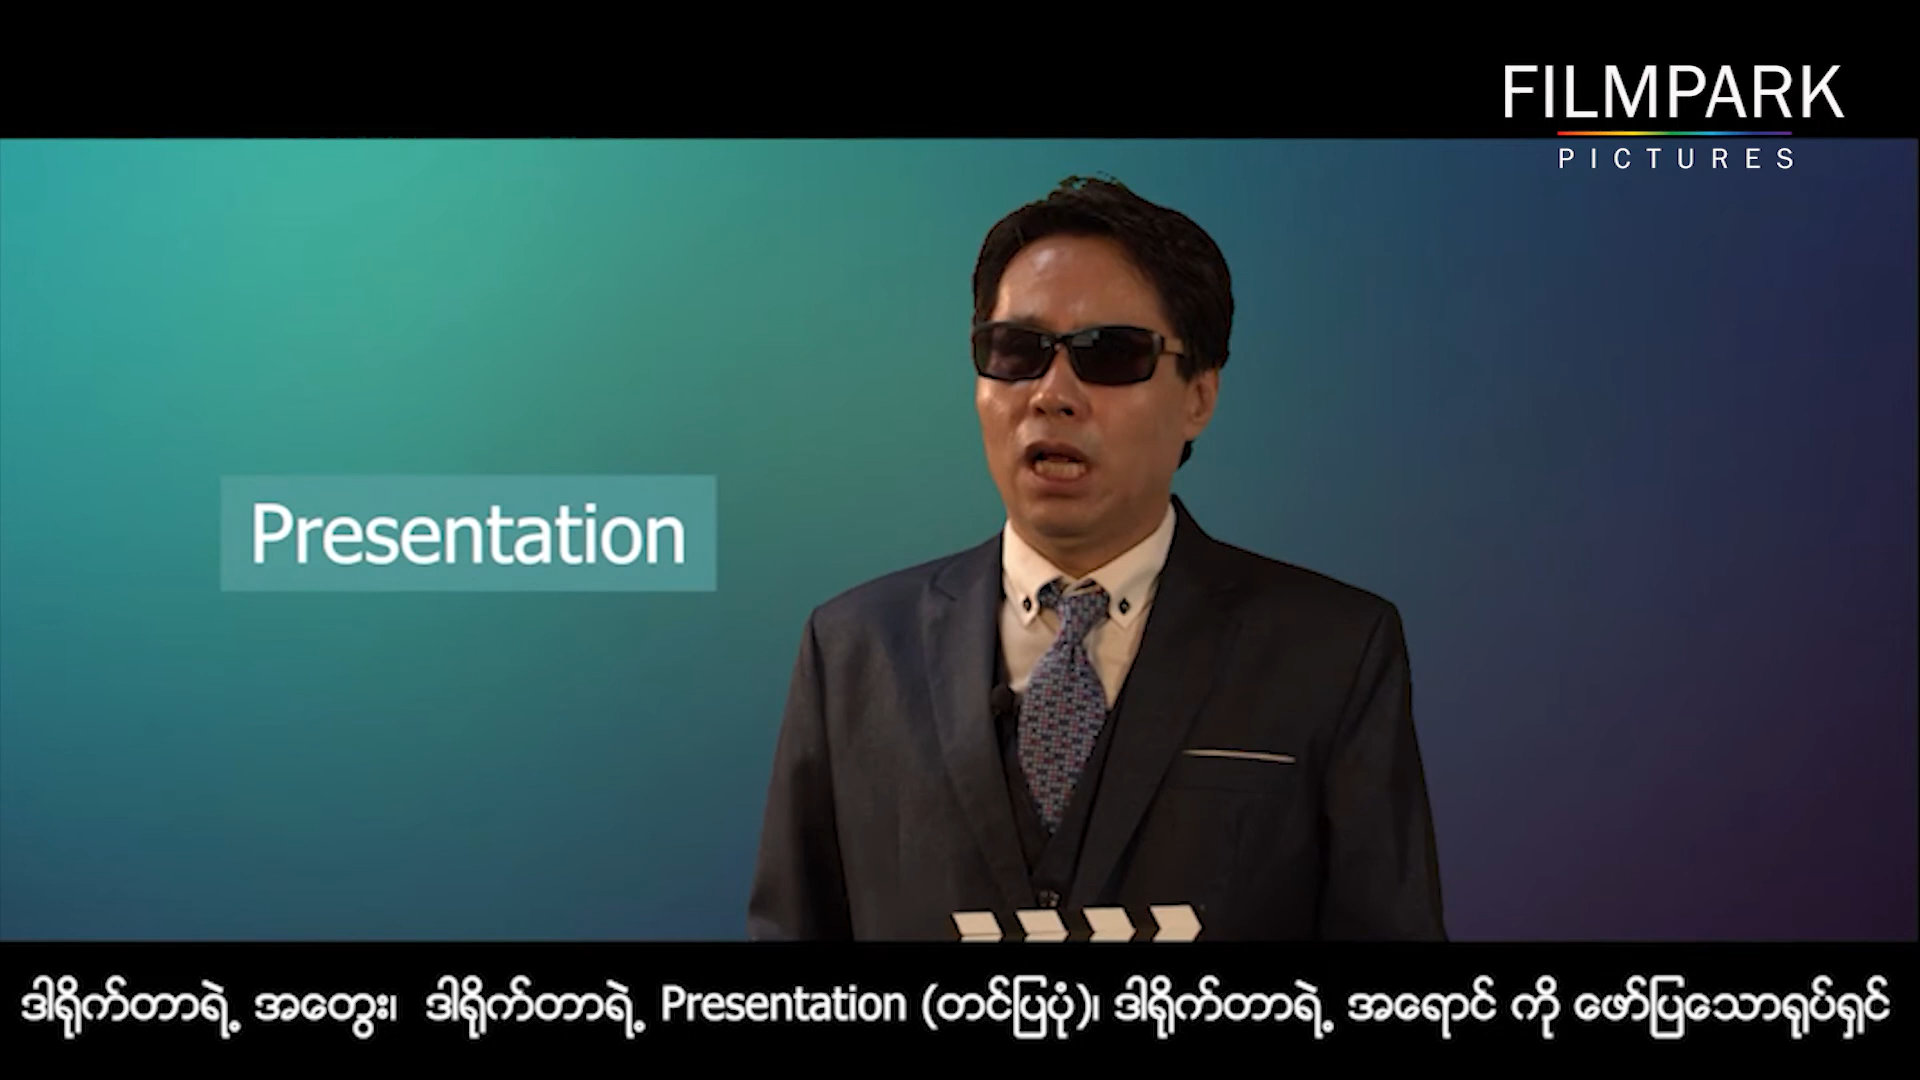 FILMPARK
PICTURES
Presentation
ဒါရိုက်တာရဲ့ အတွေး၊ ဒါရိုက်တာရဲ့ Presentation (တင်ပြပုံ)၊ ဒါရိုက်တာရဲ့ အရောင် ကို ဖော်ပြသောရုပ်ရှင်